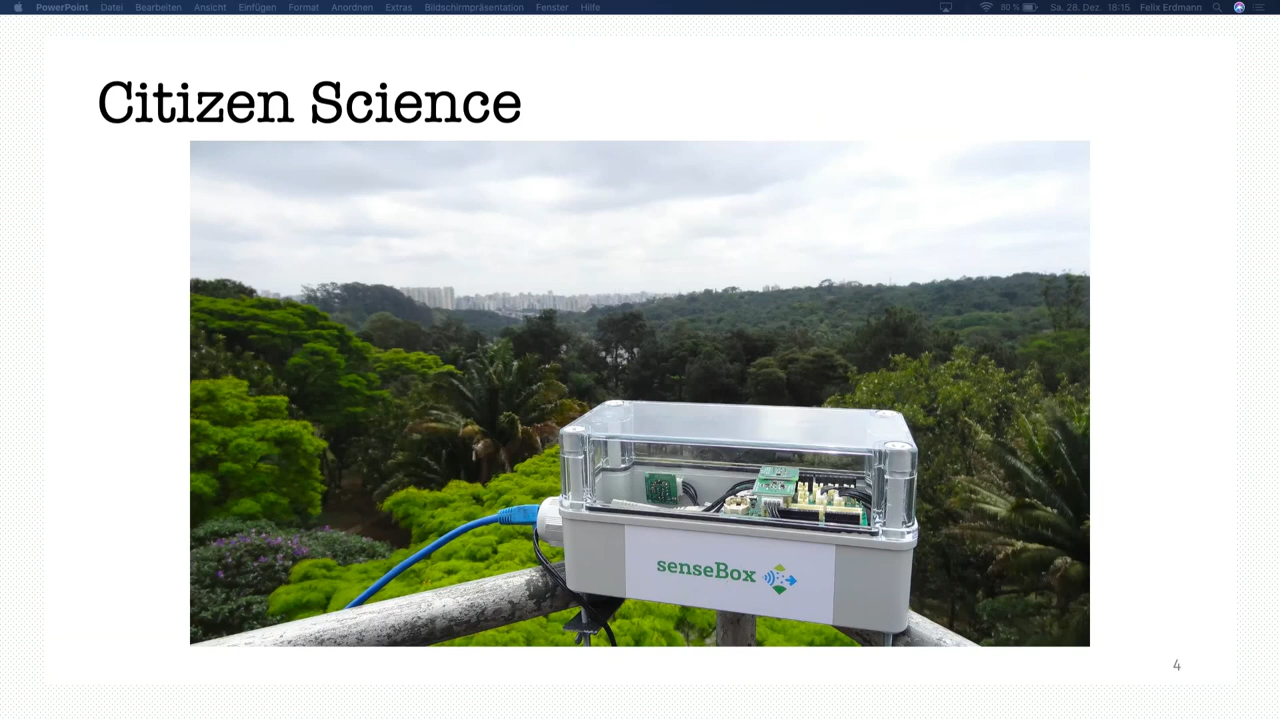 PowerPoint Datei Bearbeiten Ansicht Einfügen Format Anordnen Extras Bildschirmpräsentation Fenster Hilfe 80 % Sa. 28. Dez. 18:15 Felix Erdmann
Citizen Science
senseBox
4